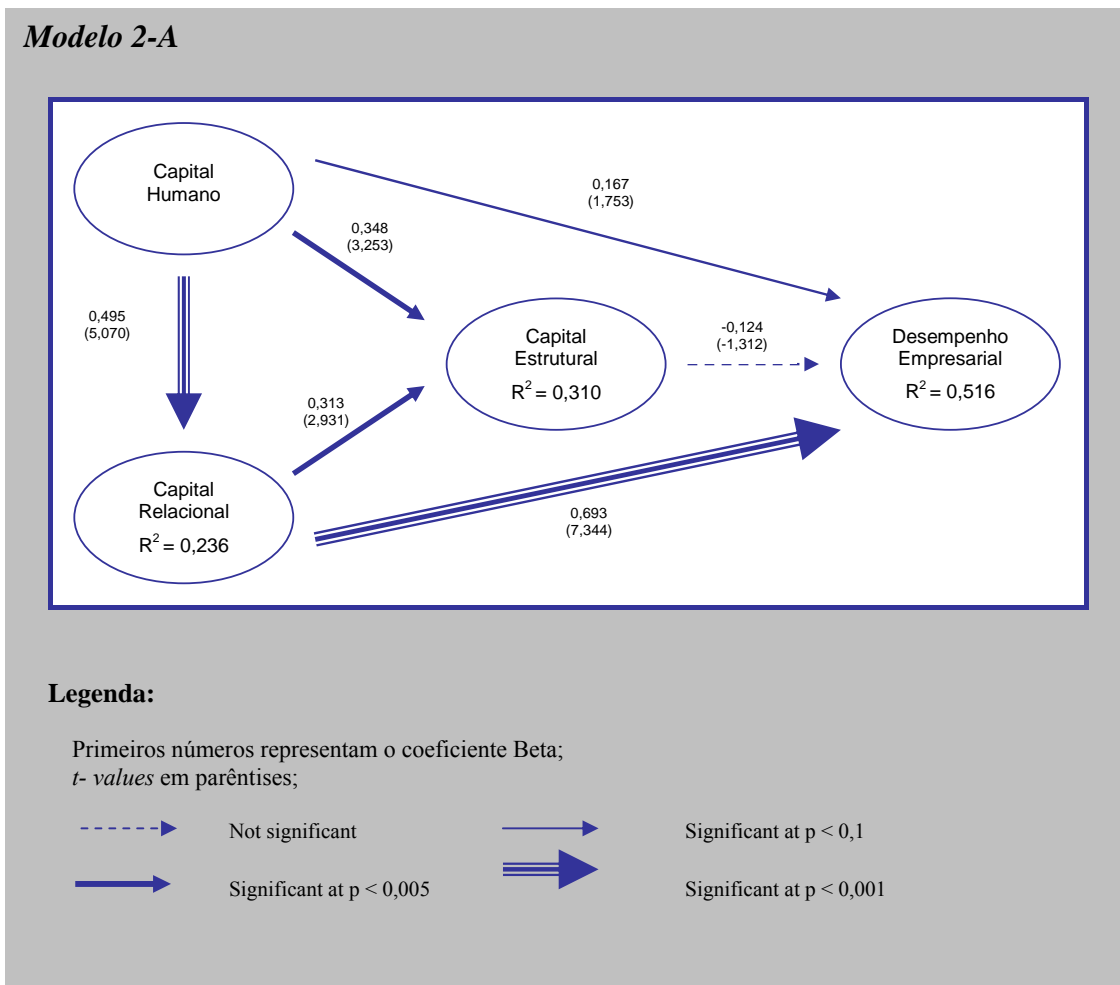 Modelo 2-A
Capital
Humano
0,167
(1,753)
0,348
(3,253)
0,495
(5,070)
Capital
Estrutural
R² = 0,310
-0,124
(-1,312)
Desempenho
Empresarial
R² = 0,516
0,313
(2,931)
Capital
Relacional
R² = 0,236
0,693
(7,344)
Legenda:
Primeiros números representam o coeficiente Beta;
t- values em parêntises;
Not significant
Significant at p < 0,1
Significant at p < 0,005
Significant at p < 0,001